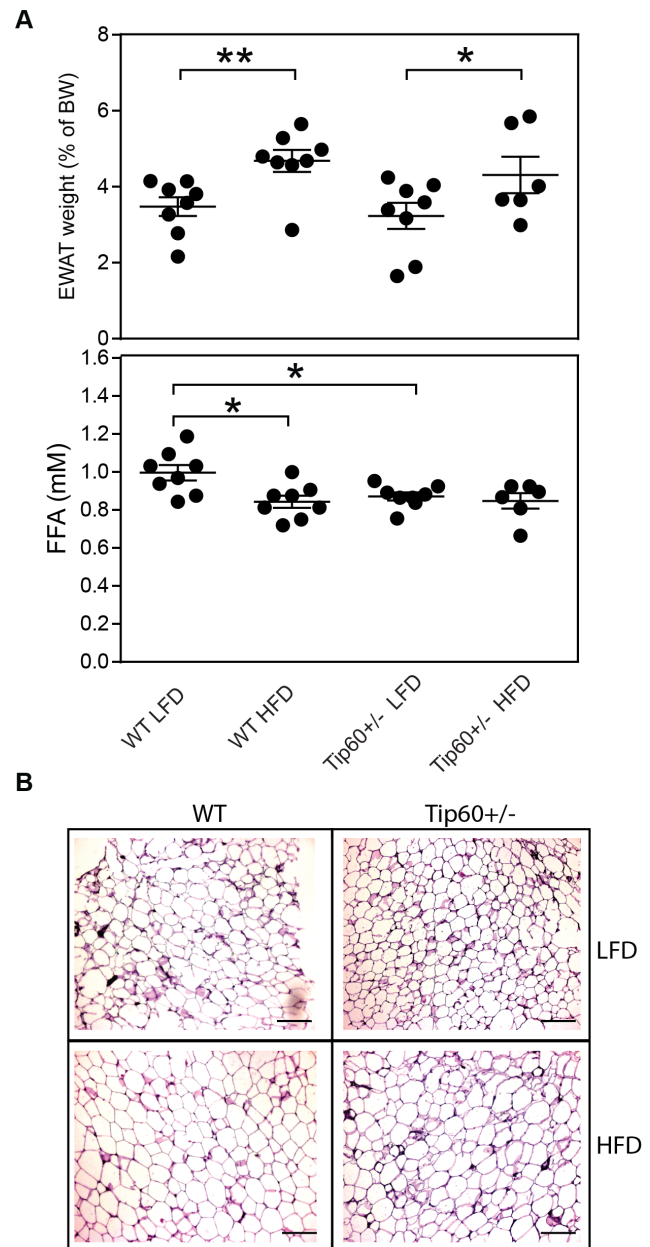 A
EWAT weight (% of BW)
8
6
4
2
0
** *
FFA (mM)
1.6
1.4
1.2
1.0
0.8
0.6
0.4
0.2
0.0
*
*
WT LFD
WT HFD
Tip60+/- LFD
Tip60+/- HFD
B
WT Tip60+/-
LFD
HFD